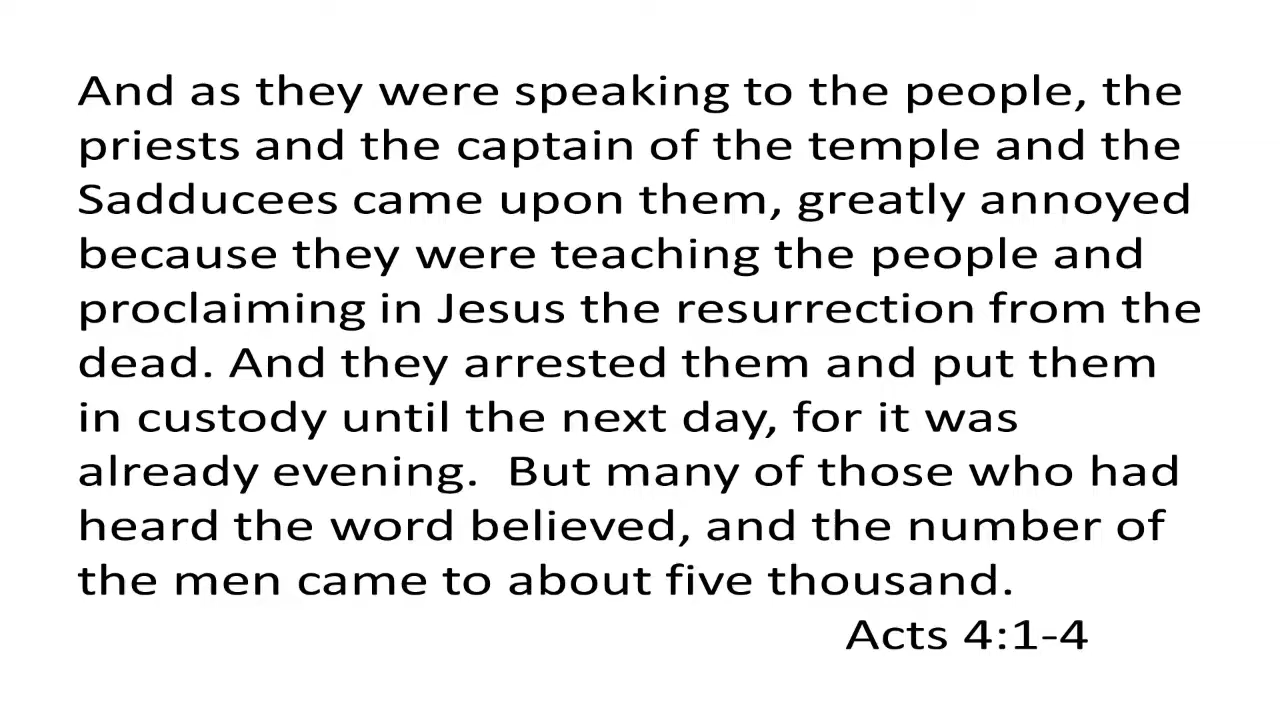 And as they were speaking to the people, the
priests and the captain of the temple and the
Sadducees came upon them, greatly annoyed
because they were teaching the people and
proclaiming in Jesus the resurrection from the
dead. And they arrested them and put them
in custody until the next day, for it was
already evening.  But many of those who had
heard the word believed, and the number of
the men came to about five thousand.
Acts 4:1-4